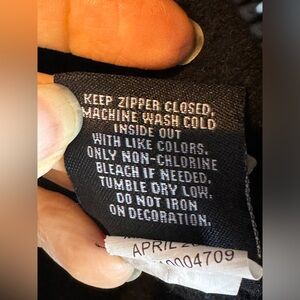 KEEP ZIPPER CLOSED,
MACHINE WASH COLD
INSIDE OUT
WITH LIKE COLORS.
ONLY NON-CHLORINE
BLEACH IF NEEDED.
TUMBLE DRY LOW.
DO NOT IRON
ON DECORATION.
APRIL
0004709